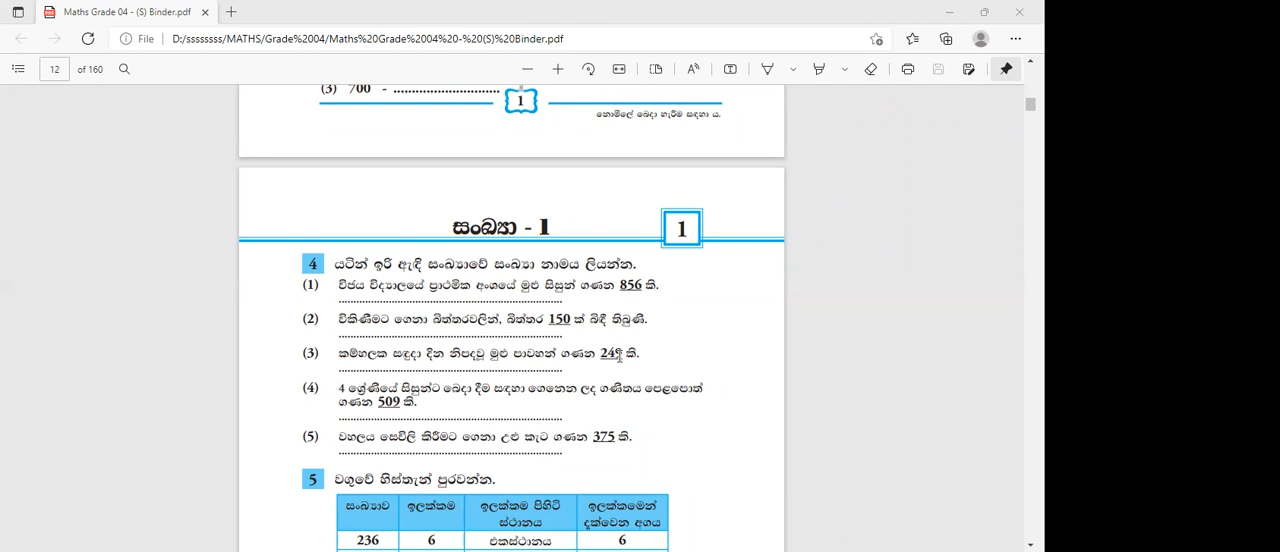 Maths Grade 04 - (S) Binder.pdf
File D:/ssssssss/MATHS/Grade%2004/Maths%20Grade%2004%20-%20(S)%20Binder.pdf
12 of 160
(3) 700 - ..............................
1
නොමිලේ බෙදා හැරීම සඳහා ය.
සංඛ්‍යා - 1
1
4 යටින් ඉරි ඇඳි සංඛ්‍යාවේ සංඛ්‍යා නාමය ලියන්න.
(1) විජය විද්‍යාලයේ ප්‍රාථමික අංශයේ මුළු සිසුන් ගණන 856 කි.
..............................................................
(2) විකිණීමට ගෙනා බිත්තරවලින්, බිත්තර 150 ක් බිඳී තිබුණි.
..............................................................
(3) කම්හලක සඳුදා දින නිපදවූ මුළු පාවහන් ගණන 249 කි.
..............................................................
(4) 4 ශ්‍රේණියේ සිසුන්ට බෙදා දීම සඳහා ගෙනෙන ලද ගණිතය පෙළපොත්
ගණන 509 කි.
..............................................................
(5) වහලය සෙවිලි කිරීමට ගෙනා උළු කැට ගණන 375 කි.
..............................................................
5 වගුවේ හිස්තැන් පුරවන්න.
සංඛ්‍යාව ඉලක්කම ඉලක්කම පිහිටි ස්ථානය ඉලක්කමෙන් දැක්වෙන අගය
236 6 එකස්ථානය 6